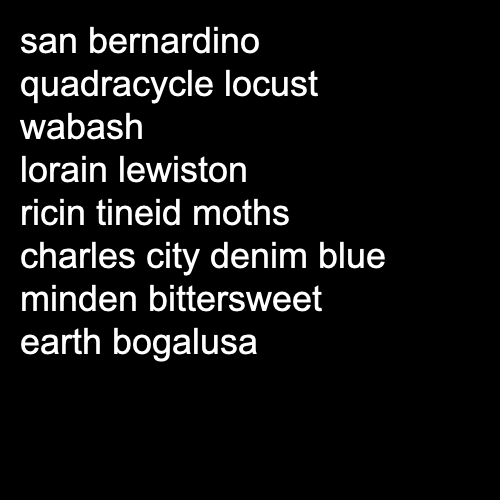 san bernardino
quadracycle locust
wabash
lorain lewiston
ricin tineid moths
charles city denim blue
minden bittersweet
earth bogalusa